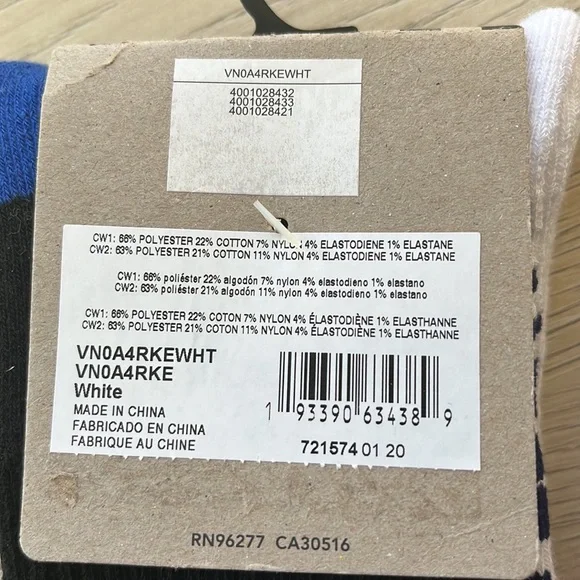 VN0A4RKEWHT
4001028432
4001028433
4001028421
CW1: 66% POLYESTER 22% COTTON 7% NYLON 4% ELASTODIENE 1% ELASTANE
CW2: 63% POLYESTER 21% COTTON 11% NYLON 4% ELASTODIENE 1% ELASTANE
CW1: 66% poliéster 22% algodón 7% nylon 4% elastodieno 1% elastano
CW2: 63% poliéster 21% algodón 11% nylon 4% elastodieno 1% elastano
CW1: 66% POLYESTER 22% COTON 7% NYLON 4% ÉLASTODIÈNE 1% ELASTHANNE
CW2: 63% POLYESTER 21% COTON 11% NYLON 4% ÉLASTODIÈNE 1% ELASTHANNE
VN0A4RKEWHT
VN0A4RKE
White
MADE IN CHINA
FABRICADO EN CHINA
FABRIQUE AU CHINE
1 93390 63438 9
721574 01 20
RN96277 CA30516